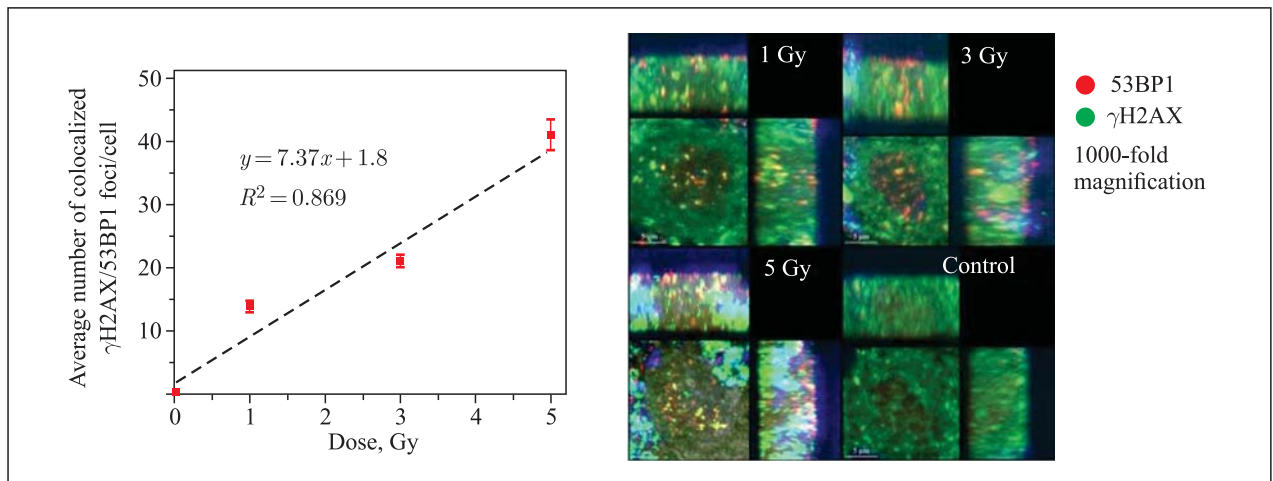 Average number of colocalized
γH2AX/53BP1 foci/cell
50
40
30
20
10
0
1
2
3
4
5
Dose, Gy
y = 7.37x + 1.8
R² = 0.869
1 Gy
3 Gy
5 μm
5 Gy
Control
53BP1
γH2AX
1000-fold
magnification